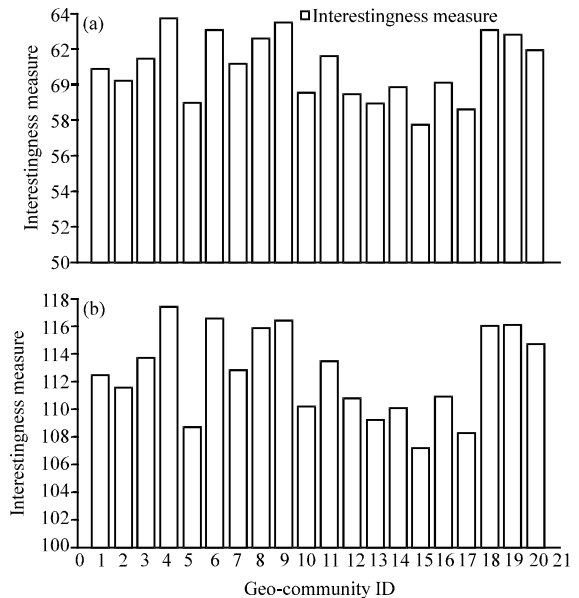 (a)
Interestingness measure
64
62
69
58
56
54
52
50
Interestingness measure
(b)
118
116
114
112
110
108
106
104
102
100
Interestingness measure
0 1 2 3 4 5 6 7 8 9 10 11 12 13 14 15 16 17 18 19 20 21
Geo-community ID